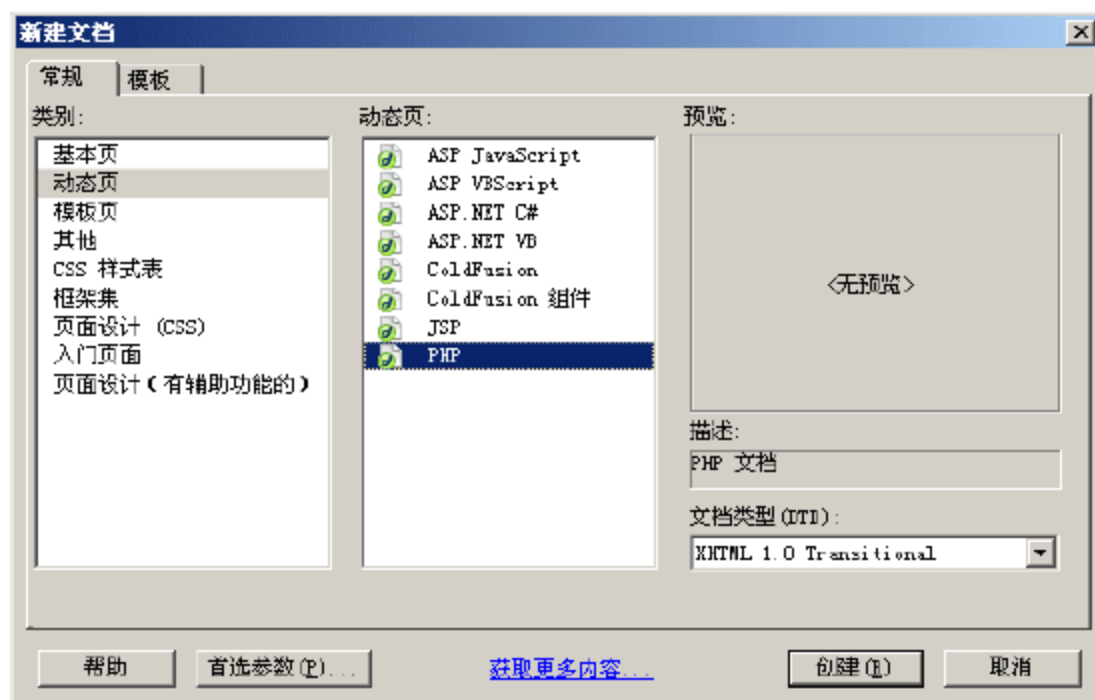 新建文档
常规
模板
类别:
基本页
动态页
模板页
其他
CSS 样式表
框架集
页面设计 (CSS)
入门页面
页面设计(有辅助功能的)
动态页:
ASP JavaScript
ASP VBScript
ASP.NET C#
ASP.NET VB
ColdFusion
ColdFusion 组件
JSP
PHP
预览:
<无预览>
描述:
PHP 文档
文档类型(DTD):
XHTML 1.0 Transitional
帮助
首选参数(P)...
获取更多内容...
创建(R)
取消